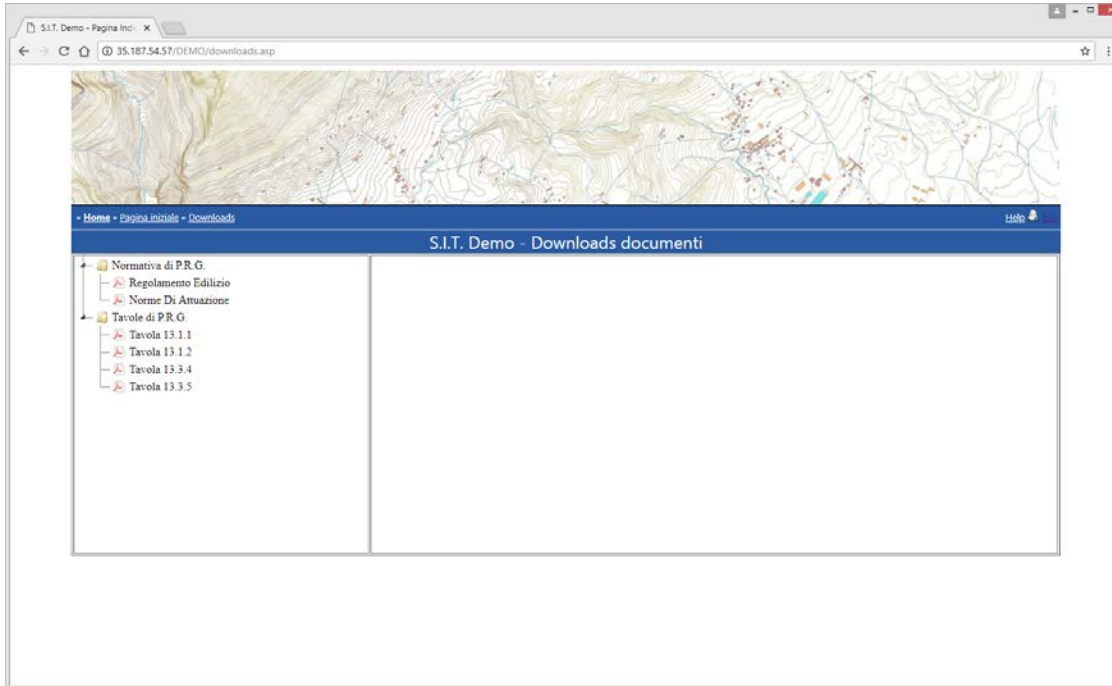 S.I.T. Demo - Pagina Indi
35.187.54.57/DEMO/downloads.asp
- Home - Pagina iniziale - Downloads
Help
S.I.T. Demo - Downloads documenti
Normativa di P.R.G.
Regolamento Edilizio
Norme Di Attuazione
Tavole di P.R.G.
Tavola 13.1.1
Tavola 13.1.2
Tavola 13.3.4
Tavola 13.3.5